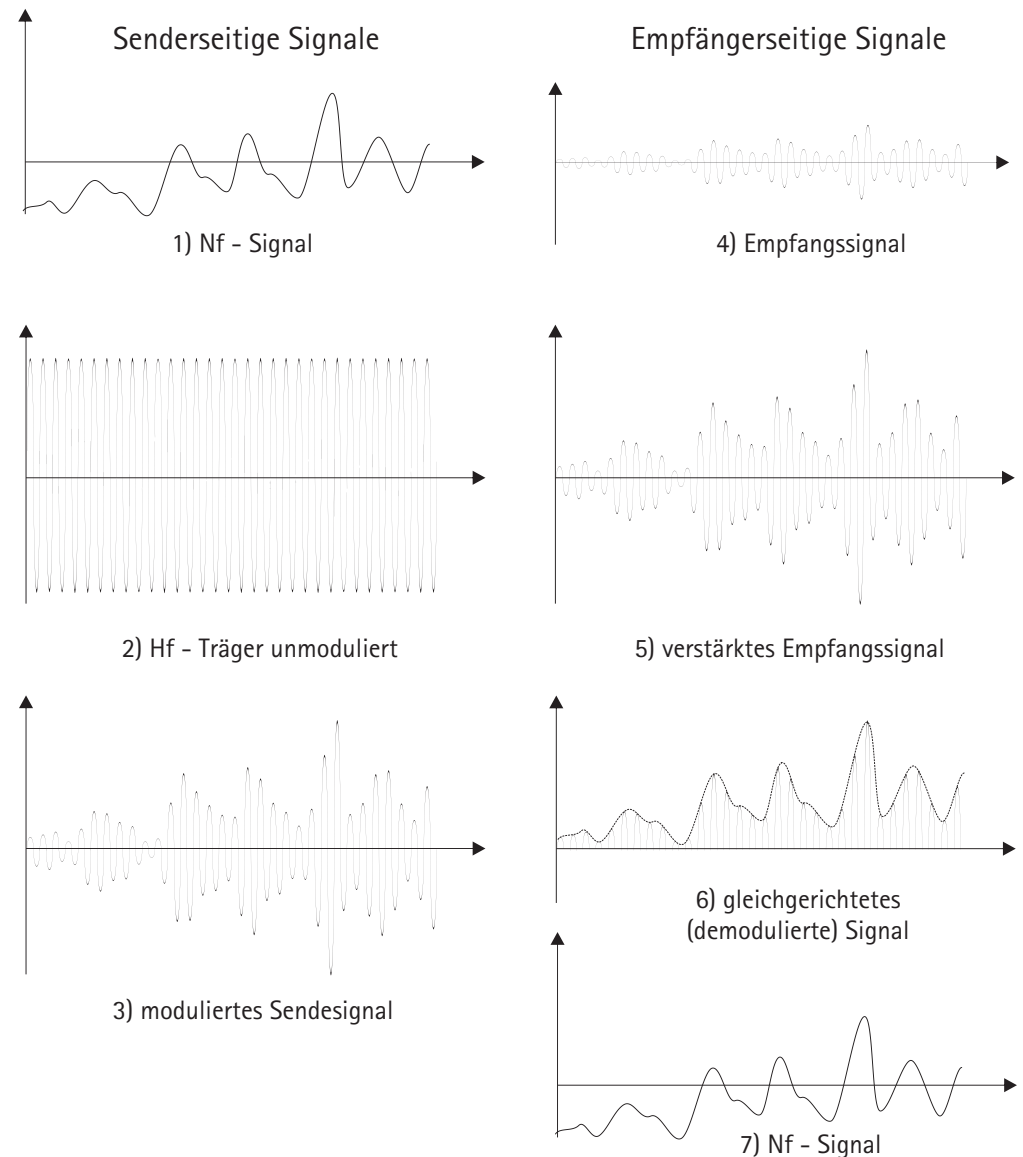 Senderseitige Signale
1) Nf - Signal
2) Hf - Träger unmoduliert
3) moduliertes Sendesignal
Empfängerseitige Signale
4) Empfangssignal
5) verstärktes Empfangssignal
6) gleichgerichtetes
(demodulierte) Signal
7) Nf - Signal